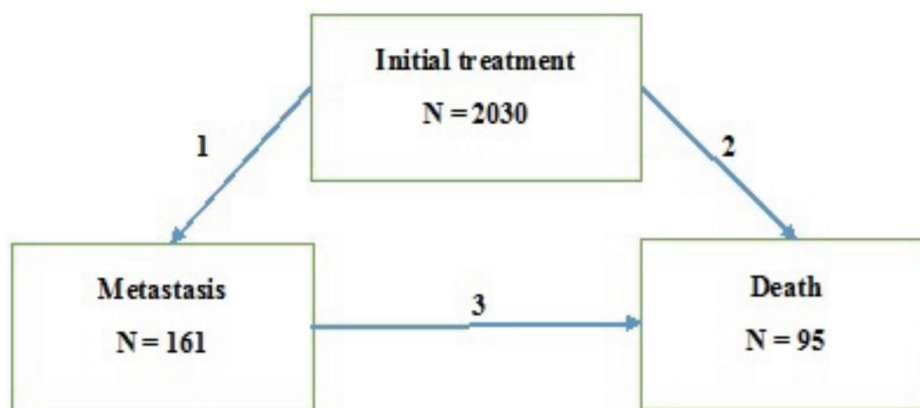 Initial treatment
N = 2030
1
2
Metastasis
N = 161
3
Death
N = 95